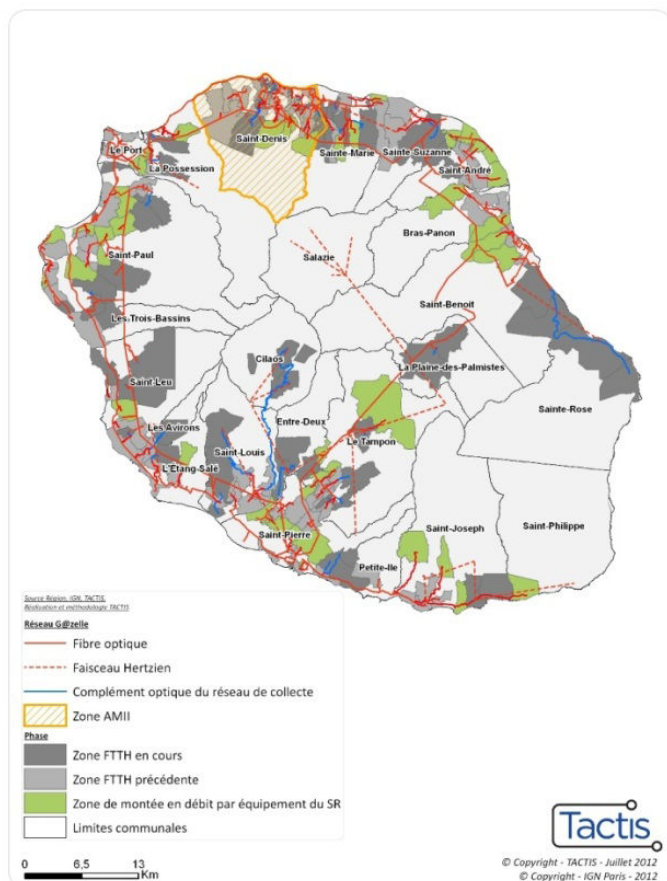 Saint-Denis
Le Port
La Possession
Sainte-Marie
Sainte Suzanne
Saint-André
Bras-Panon
Salazie
Saint-Paul
Saint-Benoit
Les Trois-Bassins
Cilaos
La Plaine-des-Palmistes
Saint-Leu
Sainte-Rose
Entre-Deux
Les Avirons
Le Tampon
Saint-Louis
L'Étang-Salé
Saint-Joseph
Saint-Philippe
Saint-Pierre
Petite-Ile
Source Région, IGN, TACTIS,
Réalisation et méthodologie TACTIS
Réseau G@zelle
Fibre optique
Faisceau Hertzien
Complément optique du réseau de collecte
Zone AMII
Phase
Zone FTTH en cours
Zone FTTH précédente
Zone de montée en débit par équipement du SR
Limites communales
0 6,5 13
Km
Tactis
© Copyright - TACTIS - Juillet 2012
© Copyright - IGN Paris - 2012